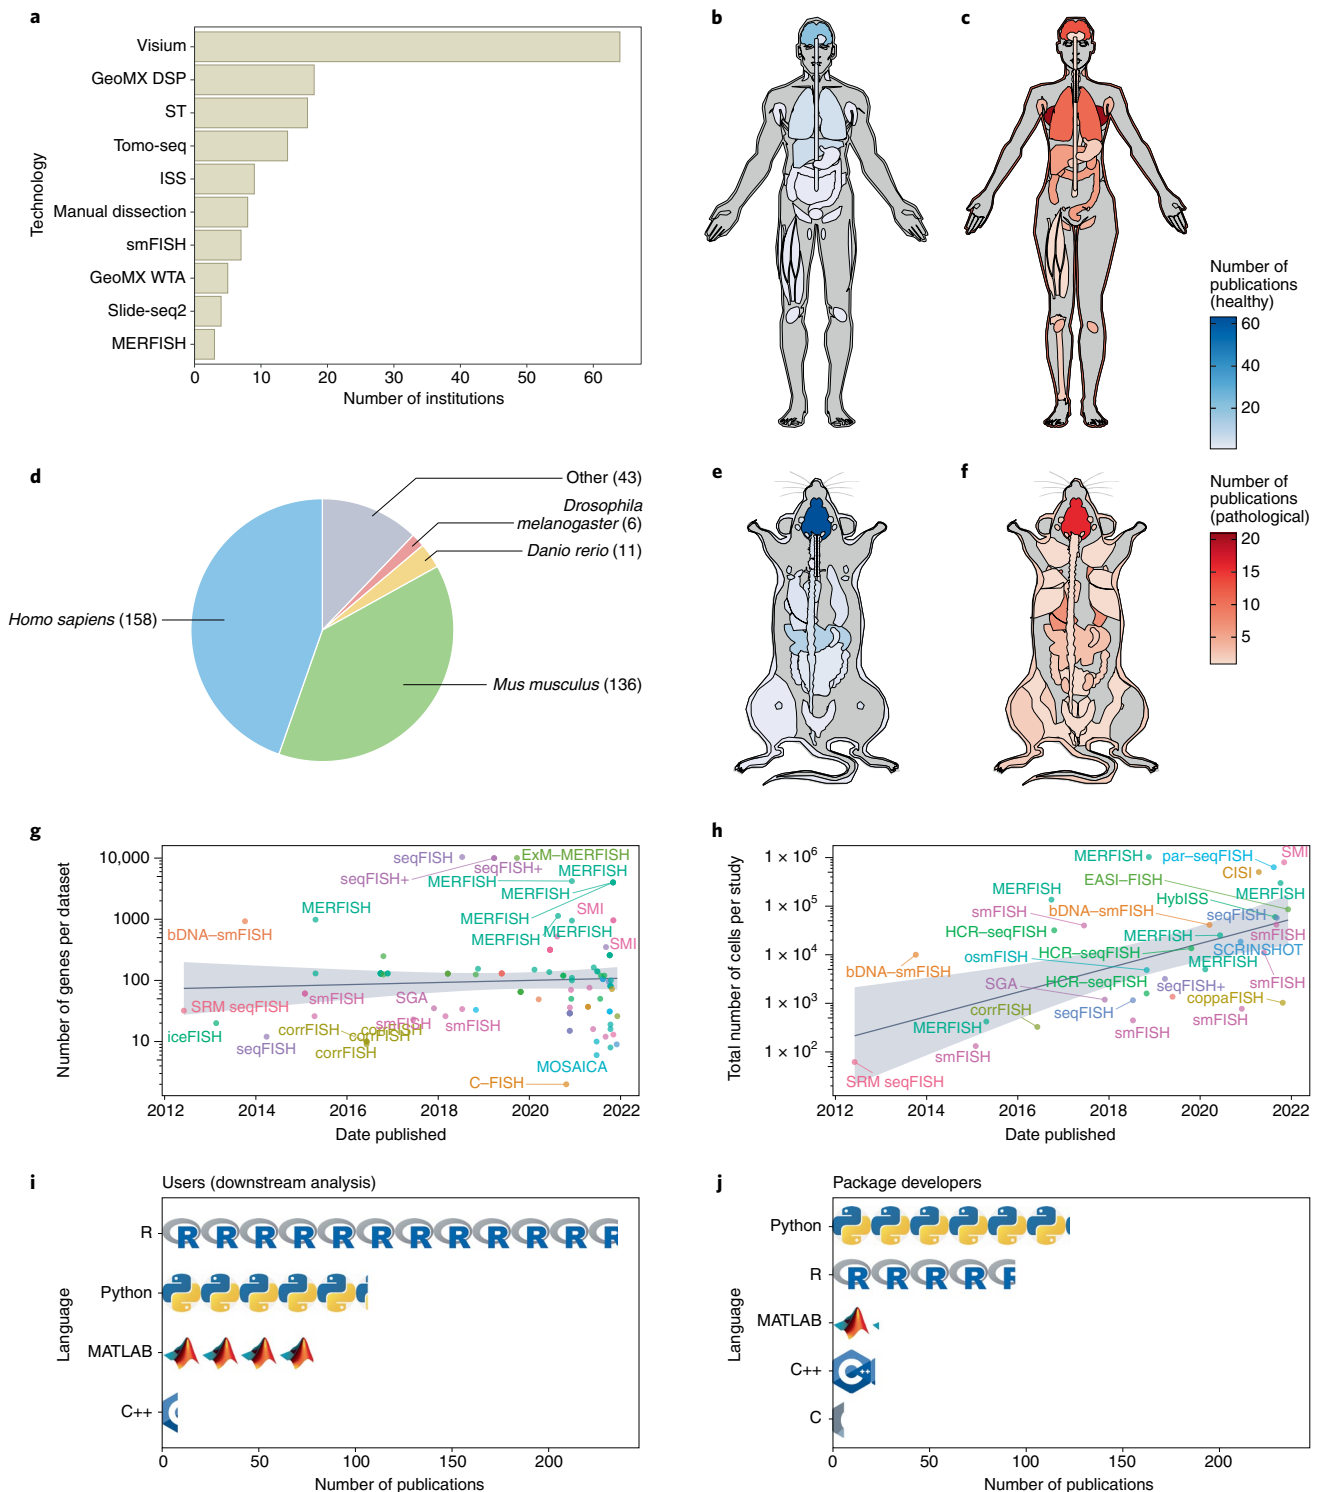 a
Technology
Visium
GeoMX DSP
ST
Tomo-seq
ISS
Manual dissection
smFISH
GeoMX WTA
Slide-seq2
MERFISH
0 10 20 30 40 50 60
Number of institutions
b
c
Number of
publications
(healthy)
60
40
20
d
Other (43)
Drosophila
melanogaster (6)
Danio rerio (11)
Homo sapiens (158)
Mus musculus (136)
e
f
Number of
publications
(pathological)
20
15
10
5
g
Number of genes per dataset
10,000
1000
100
10
seqFISH
ExM–MERFISH
seqFISH+
seqFISH+
MERFISH
MERFISH
MERFISH
MERFISH
MERFISH
SMI
bDNA–smFISH
MERFISH
MERFISH
SMI
SRM seqFISH
smFISH
SGA
iceFISH
corrFISH
smFISH
corrFISH
smFISH
seqFISH
corrFISH
MOSAICA
C–FISH
2012 2014 2016 2018 2020 2022
Date published
h
Total number of cells per study
1 × 10⁶
1 × 10⁵
1 × 10⁴
1 × 10³
1 × 10²
MERFISH
par–seqFISH
SMI
CISI
EASI–FISH
MERFISH
HybISS
MERFISH
smFISH
bDNA–smFISH
seqFISH
HCR–seqFISH
MERFISH
smFISH
HCR–seqFISH
SCRINSHOT
osmFISH
MERFISH
bDNA–smFISH
SGA
HCR–seqFISH
seqFISH+
smFISH
corrFISH
seqFISH
coppaFISH
MERFISH
smFISH
smFISH
smFISH
SRM seqFISH
2012 2014 2016 2018 2020 2022
Date published
i
Users (downstream analysis)
Language
R
Python
MATLAB
C++
0 50 100 150 200
Number of publications
j
Package developers
Language
Python
R
MATLAB
C++
C
0 50 100 150 200
Number of publications